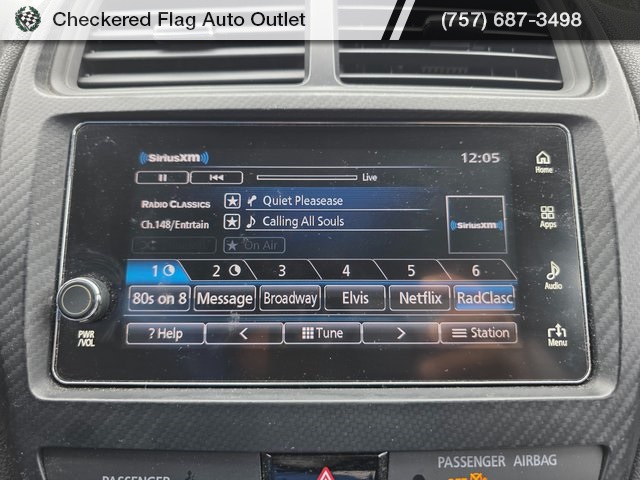 Checkered Flag Auto Outlet (757) 687-3498
SiriusXM 12:05
Live Home
Radio Classics Quiet Pleasease
Ch.148/Entrtain Calling All Souls SiriusXM Apps
On Air
1 2 3 4 5 6 Audio
80s on 8 Message Broadway Elvis Netflix RadClasc
PWR /VOL ? Help < Tune > Station Menu
PASSENGER PASSENGER AIRBAG
OFF